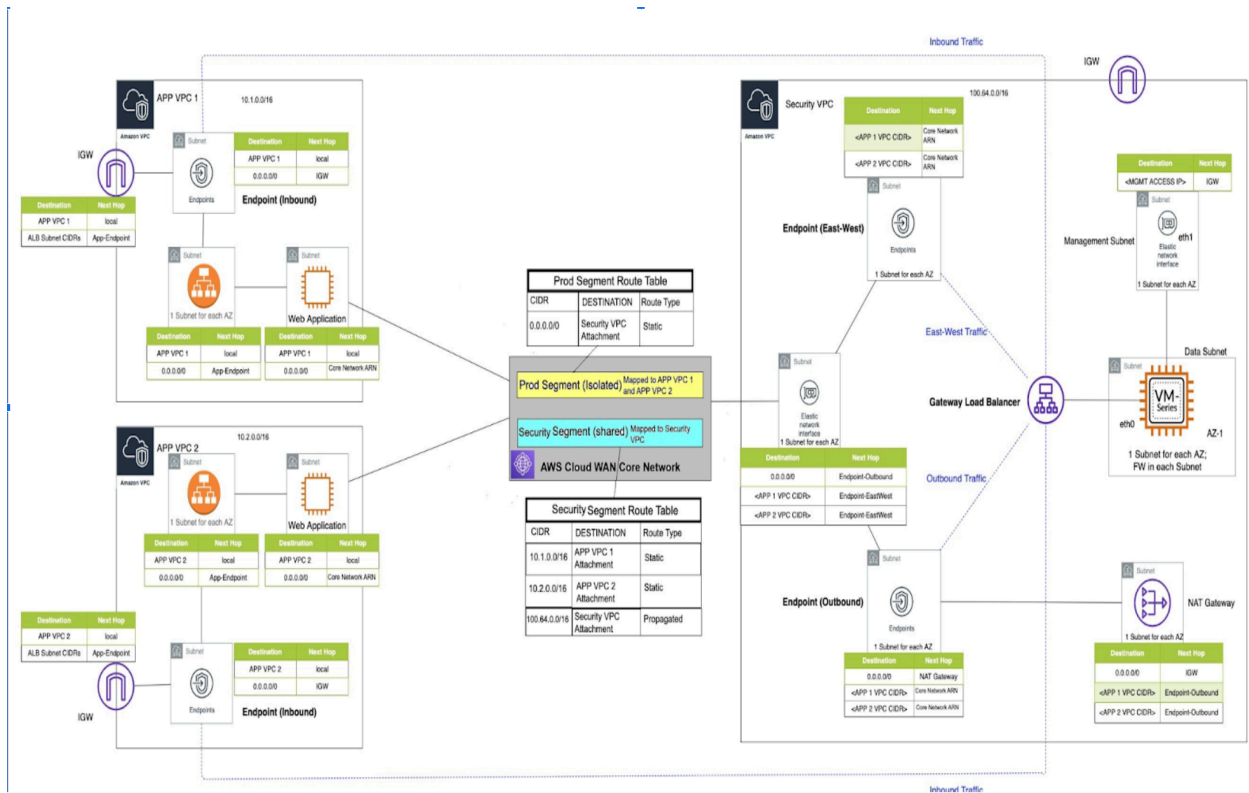 Inbound Traffic
IGW
APP VPC 1
10.1.0.0/16
Amazon VPC
IGW
Subnet
Endpoints
Destination Next Hop
APP VPC 1 local
0.0.0.0/0 IGW
Endpoint (Inbound)
Destination Next Hop
APP VPC 1 local
ALB Subnet CIDRs App-Endpoint
Subnet
1 Subnet for each AZ
Subnet
Web Application
Destination Next Hop
APP VPC 1 local
0.0.0.0/0 App-Endpoint
Destination Next Hop
APP VPC 1 local
0.0.0.0/0 Core Network ARN
APP VPC 2
10.2.0.0/16
Amazon VPC
Subnet
1 Subnet for each AZ
Subnet
Web Application
Destination Next Hop
APP VPC 2 local
0.0.0.0/0 App-Endpoint
Destination Next Hop
APP VPC 2 local
0.0.0.0/0 Core Network ARN
Destination Next Hop
APP VPC 2 local
ALB Subnet CIDRs App-Endpoint
IGW
Subnet
Endpoints
Destination Next Hop
APP VPC 2 local
0.0.0.0/0 IGW
Endpoint (Inbound)
Prod Segment Route Table
CIDR DESTINATION Route Type
0.0.0.0/0 Security VPC Attachment Static
Prod Segment (Isolated) Mapped to APP VPC 1 and APP VPC 2
Security Segment (shared) Mapped to Security VPC
AWS Cloud WAN Core Network
Security Segment Route Table
CIDR DESTINATION Route Type
10.1.0.0/16 APP VPC 1 Attachment Static
10.2.0.0/16 APP VPC 2 Attachment Static
100.64.0.0/16 Security VPC Attachment Propagated
Security VPC
100.64.0.0/16
Amazon VPC
Destination Next Hop
<APP 1 VPC CIDR> Core Network ARN
<APP 2 VPC CIDR> Core Network ARN
Subnet
Endpoints
1 Subnet for each AZ
Endpoint (East-West)
Destination Next Hop
<MGMT ACCESS IP> IGW
Subnet
Elastic network interface
eth1
1 Subnet for each AZ
Management Subnet
East-West Traffic
Subnet
Elastic network interface
1 Subnet for each AZ
Destination Next Hop
0.0.0.0/0 Endpoint-Outbound
<APP 1 VPC CIDR> Endpoint-EastWest
<APP 2 VPC CIDR> Endpoint-EastWest
Gateway Load Balancer
Data Subnet
Subnet
VM-Series
eth0
AZ-1
1 Subnet for each AZ;
FW in each Subnet
Outbound Traffic
Subnet
Endpoints
1 Subnet for each AZ
Endpoint (Outbound)
Destination Next Hop
0.0.0.0/0 NAT Gateway
<APP 1 VPC CIDR> Core Network ARN
<APP 2 VPC CIDR> Core Network ARN
Subnet
NAT Gateway
1 Subnet for each AZ
Destination Next Hop
0.0.0.0/0 IGW
<APP 1 VPC CIDR> Endpoint-Outbound
<APP 2 VPC CIDR> Endpoint-Outbound
Inbound Traffic